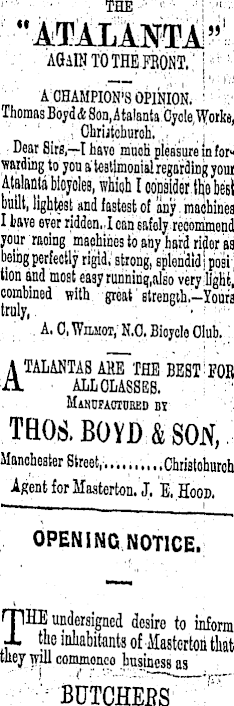 THE
"ATALANTA"
AGAIN TO THE FRONT.
A CHAMPION'S OPINION.
Thomas Boyd & Son, Atalanta Cycle Works,
Christchurch.
Dear Sirs,—I have much pleasure in for-
warding to you a testimonial regarding your
Atalanta bicycles, which I consider the best
built, lightest and fastest of any machines
I have ever ridden. I can safely recommend
your racing machines to any hard rider as
being perfectly rigid, strong, splendid posi
tion and most easy running, also very light,
combined with great strength.—Yours
truly,
A. C. WILMOT, N.C. Bicycle Club.
ATALANTAS ARE THE BEST FOR
ALL CLASSES.
MANUFACTURED BY
THOS. BOYD & SON,
Manchester Street,..........Christchurch
Agent for Masterton. J. E. HOOD.
OPENING NOTICE.
THE undersigned desire to inform
the inhabitants of Masterton that
they will commence business as
BUTCHERS